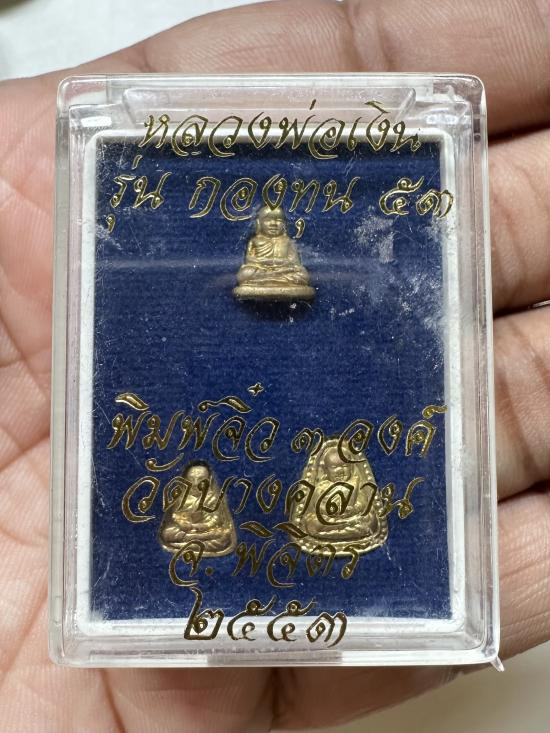 หลวงพ่อเงิน
รุ่น กองทุน ๕๓
พิมพ์จิ๋ว ๓ องค์
วัดบางคลาน
จ. พิจิตร
๒๕๕๓